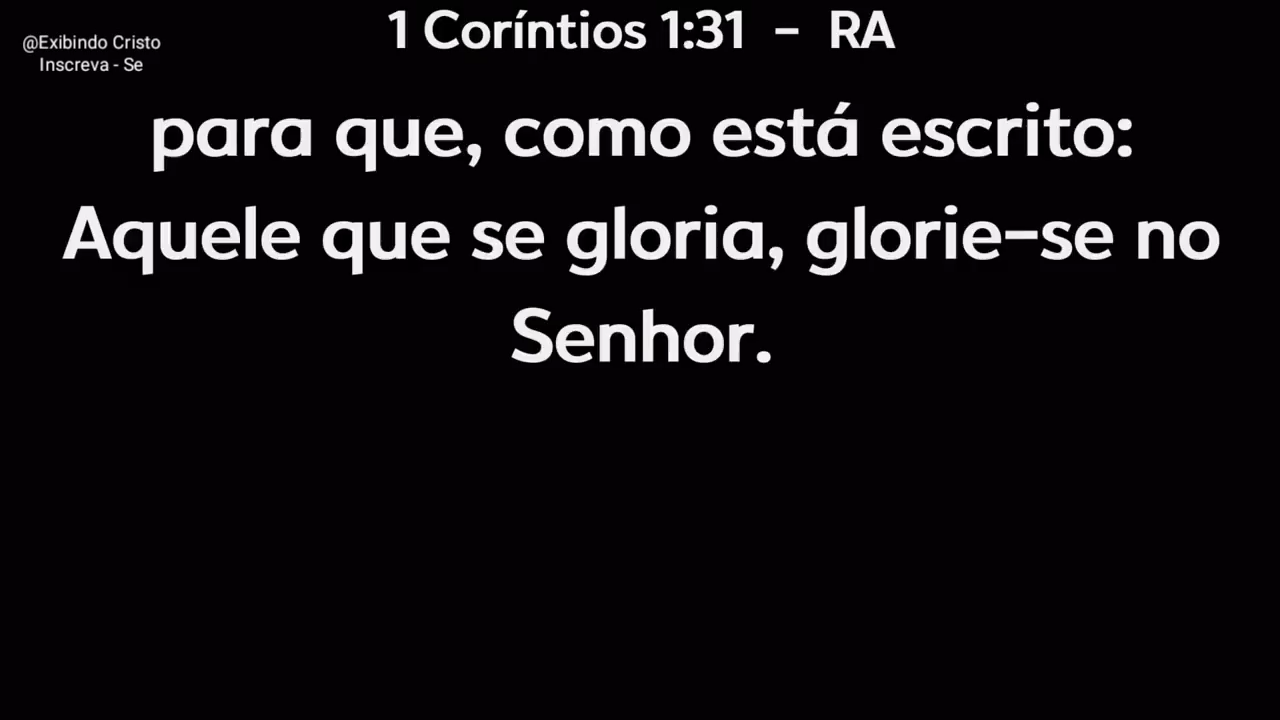 @Exibindo Cristo
Inscreva - Se
1 Coríntios 1:31 - RA
para que, como está escrito:
Aquele que se gloria, glorie-se no
Senhor.